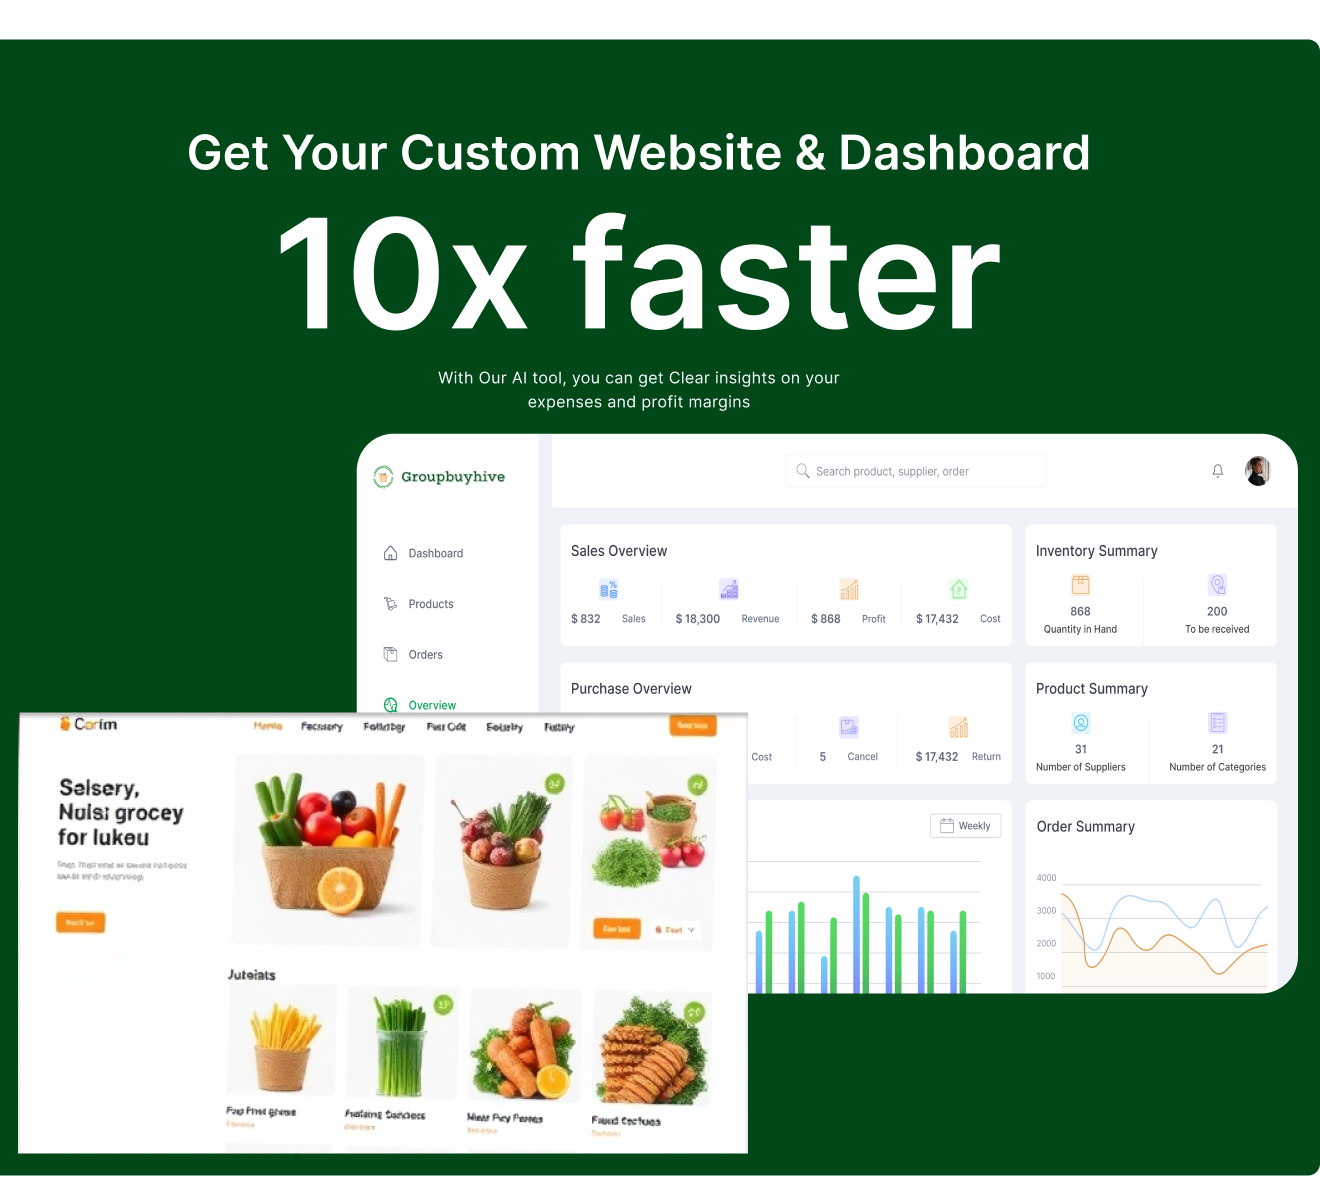 Get Your Custom Website & Dashboard
10x faster
With Our AI tool, you can get Clear insights on your
expenses and profit margins
Groupbuyhive
Search product, supplier, order
Dashboard
Products
Orders
Overview
Sales Overview
$ 832 Sales
$ 18,300 Revenue
$ 868 Profit
$ 17,432 Cost
Inventory Summary
868
Quantity in Hand
200
To be received
Purchase Overview
Cost
5 Cancel
$ 17,432 Return
Product Summary
31
Number of Suppliers
21
Number of Categories
Weekly
Order Summary
4000
3000
2000
1000
Corim
Salsery,
Nuisi grocey
for lukeu
Juteiats